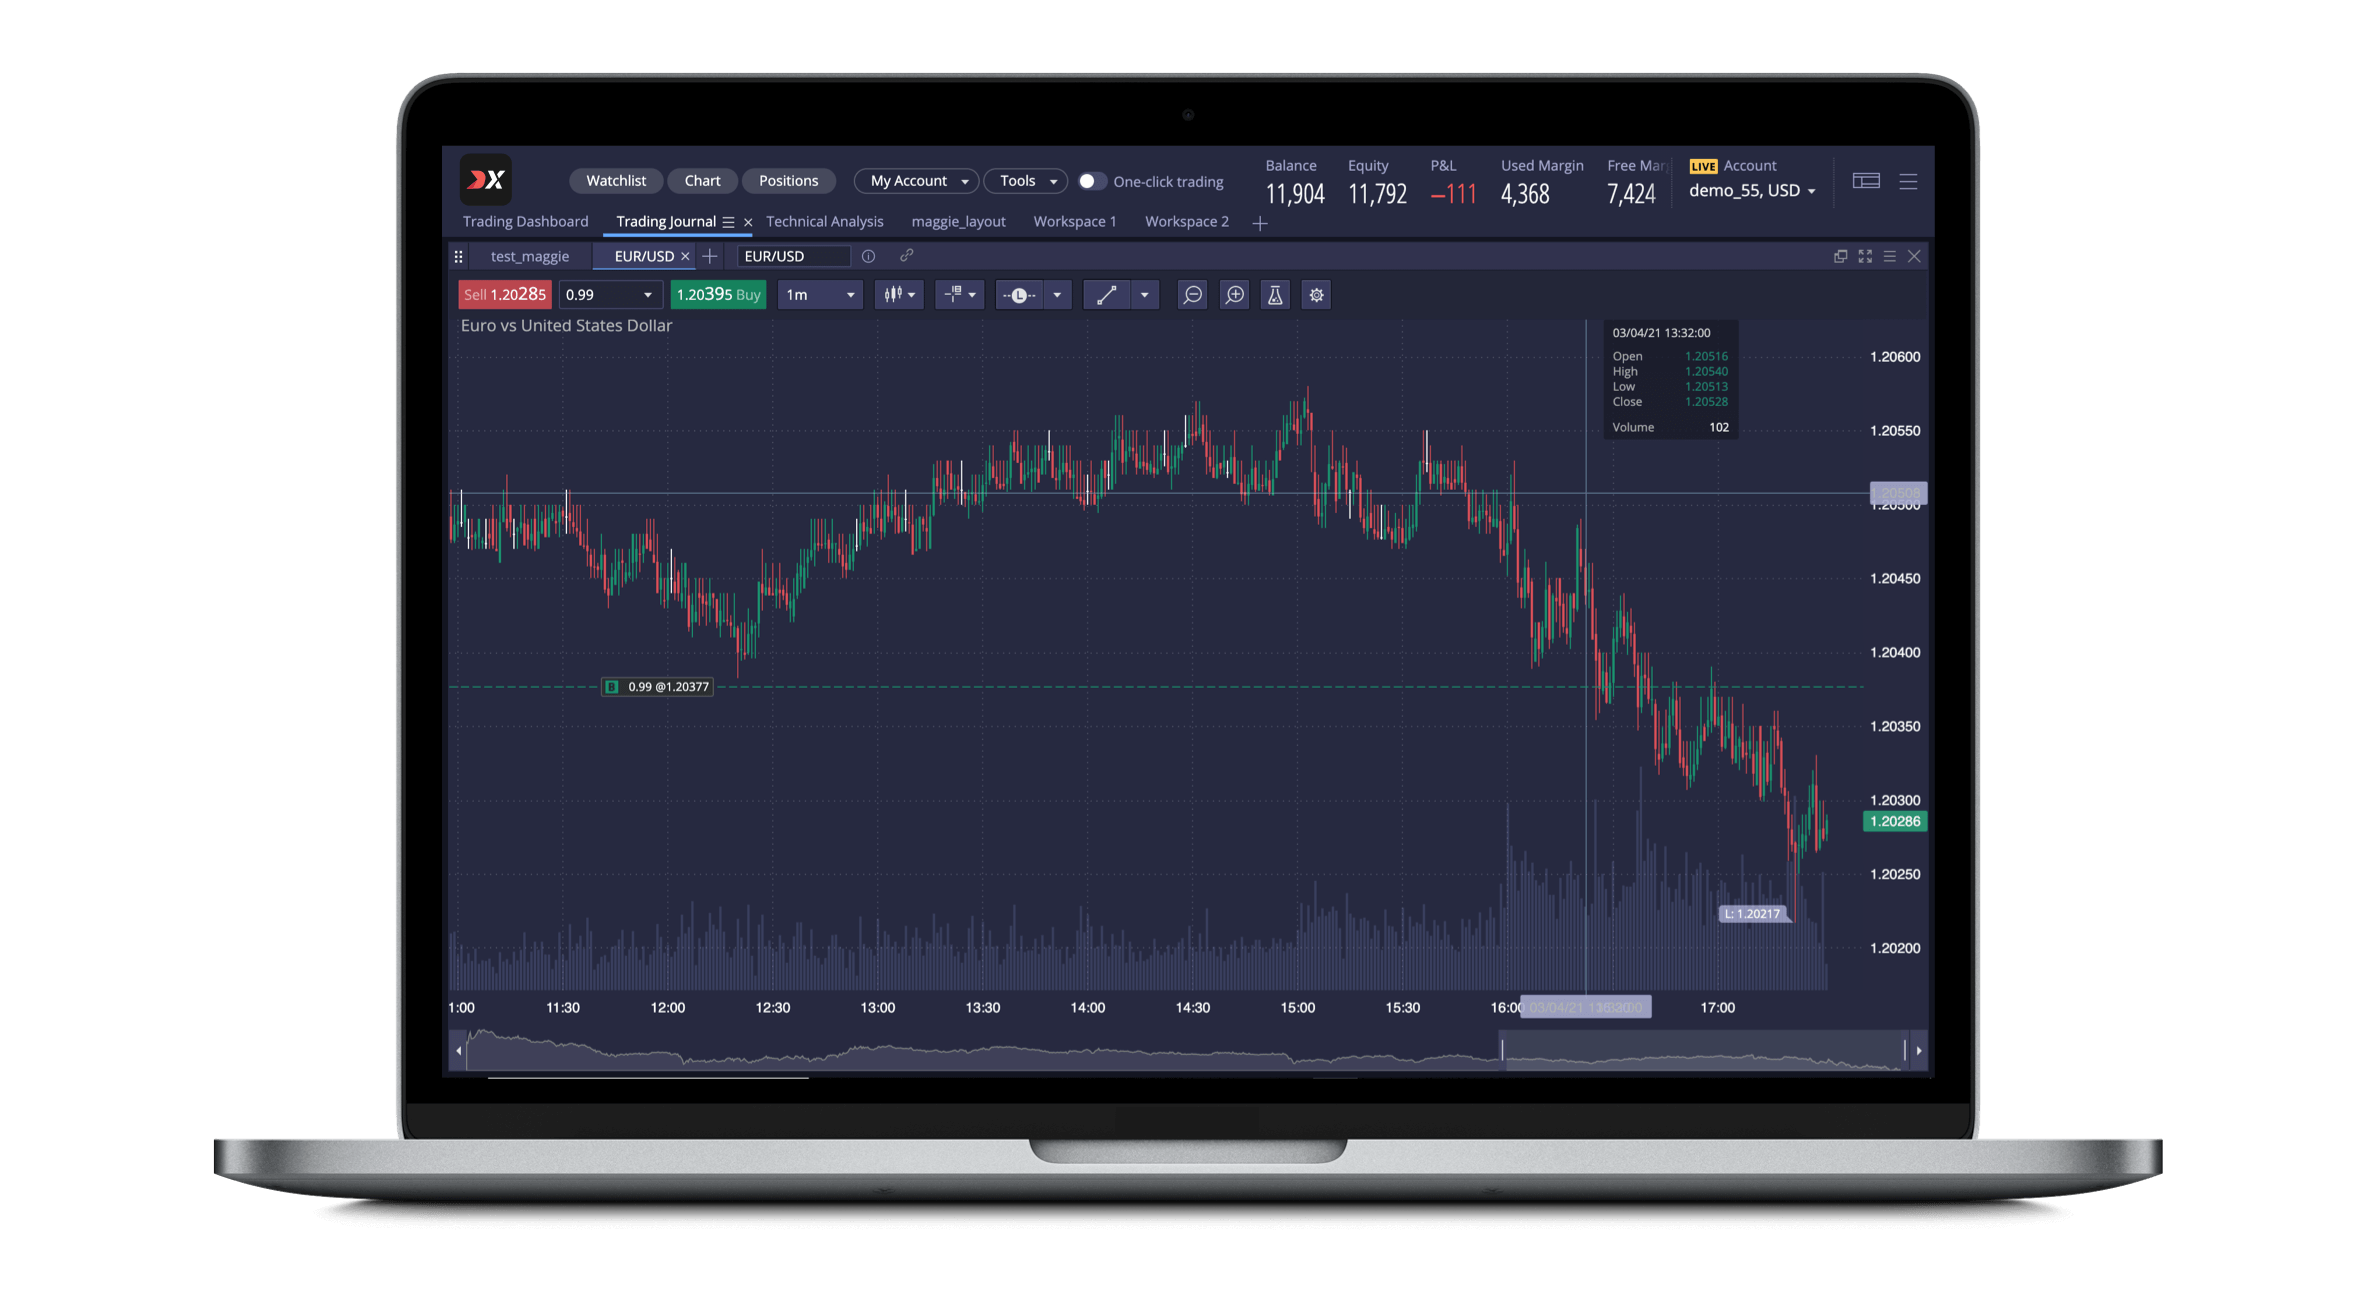 DX
Watchlist Chart Positions My Account Tools One-click trading
Balance Equity P&L Used Margin Free LIVE Account
11,904 11,792 –111 4,368 7,424 demo_55, USD
Trading Dashboard Trading Journal Technical Analysis maggie_layout Workspace 1 Workspace 2
test_maggie EUR/USD EUR/USD
Sell 1.20285 0.99 1.20395 Buy 1m L
Euro vs United States Dollar
03/04/21 13:32:00
Open 1.20516
High 1.20540
Low 1.20513
Close 1.20528
Volume 102
1.20600
1.20550
1.20508
1.20500
1.20450
1.20400
B 0.99 @1.20377
1.20350
1.20300
1.20286
1.20250
L: 1.20217
1.20200
1:00 11:30 12:00 12:30 13:00 13:30 14:00 14:30 15:00 15:30 16:00 03/04/21 17:00